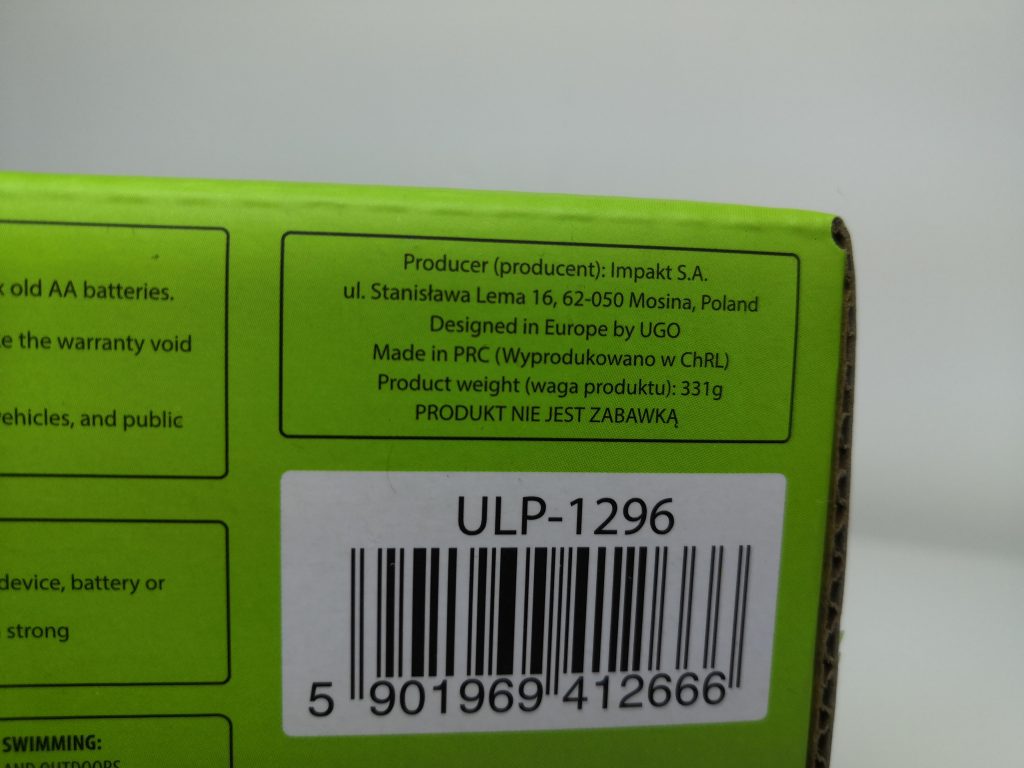 old AA batteries.
the warranty void
vehicles, and public
device, battery or
strong
SWIMMING:
AND OUTDOORS
Producer (producent): Impakt S.A.
ul. Stanisława Lema 16, 62-050 Mosina, Poland
Designed in Europe by UGO
Made in PRC (Wyprodukowano w ChRL)
Product weight (waga produktu): 331g
PRODUKT NIE JEST ZABAWKĄ
ULP-1296
5 901969 412666